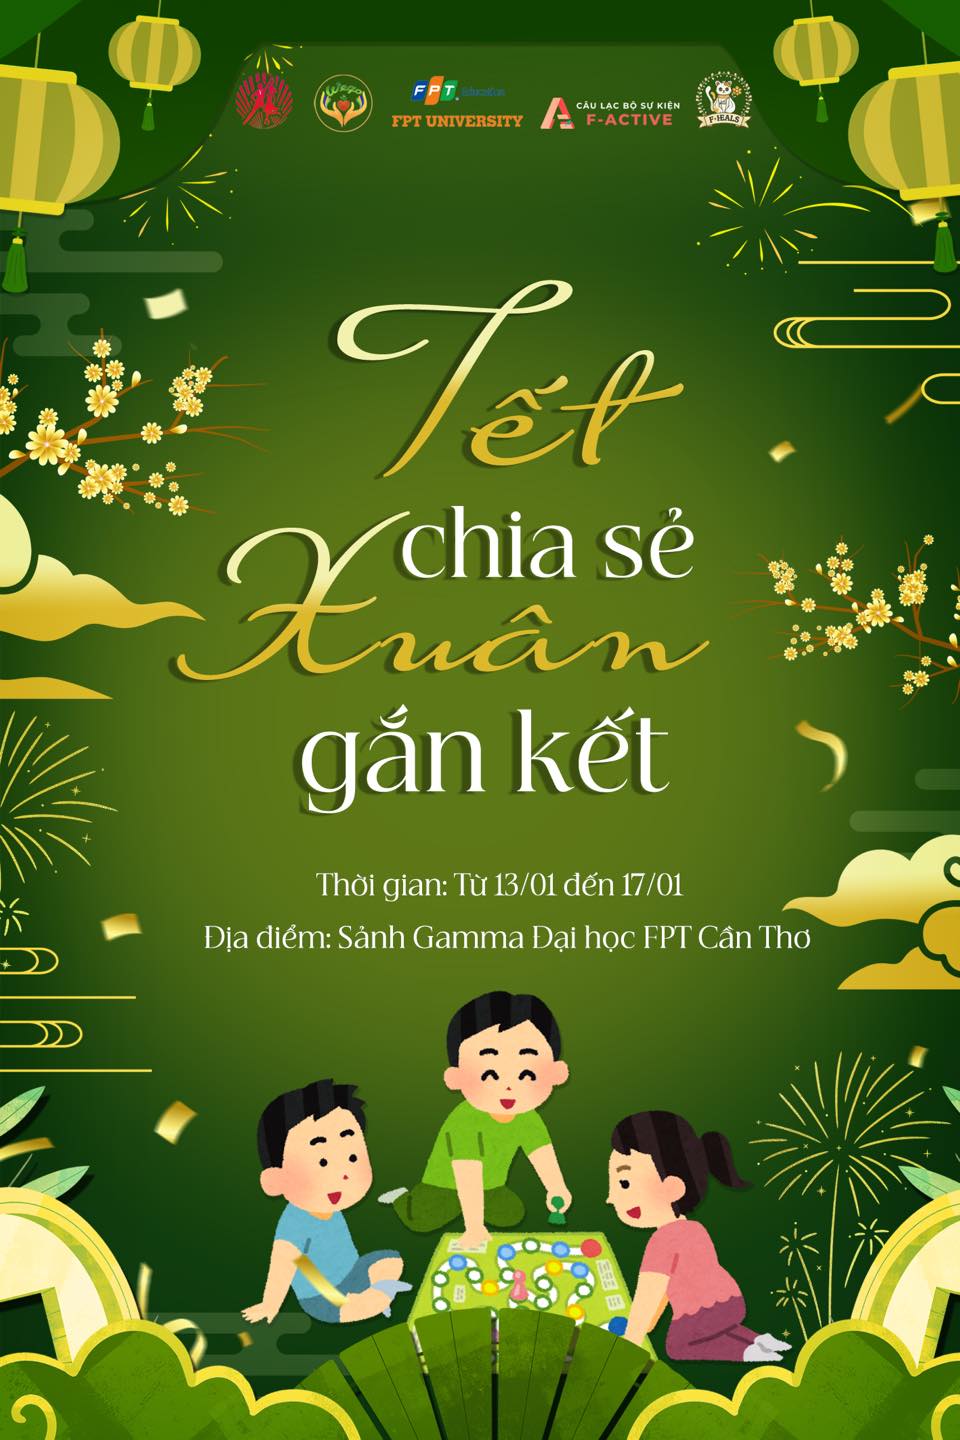 Wego
FPT Education
FPT UNIVERSITY
CÂU LẠC BỘ SỰ KIỆN
F-ACTIVE
F-HEALS
Tết
chia sẻ
Xuân
gắn kết
Thời gian: Từ 13/01 đến 17/01
Địa điểm: Sảnh Gamma Đại học FPT Cần Thơ